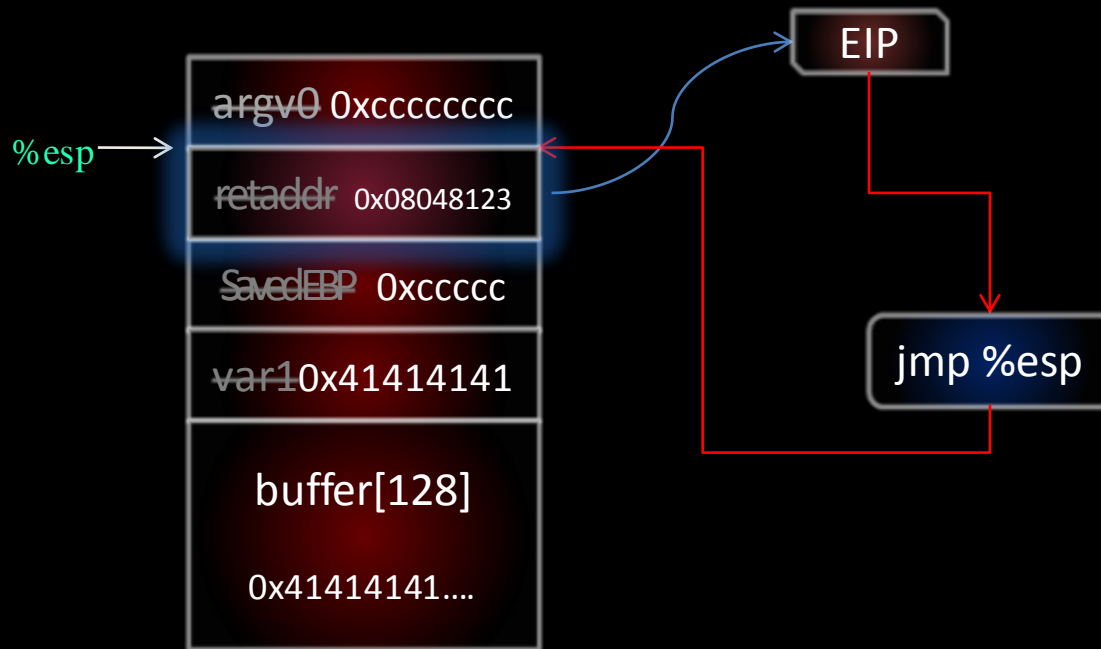 EIP
argv0 0xcccccccc
%esp
retaddr 0x08048123
SavedEBP 0xccccc
jmp %esp
var1 0x41414141
buffer[128]
0x41414141....